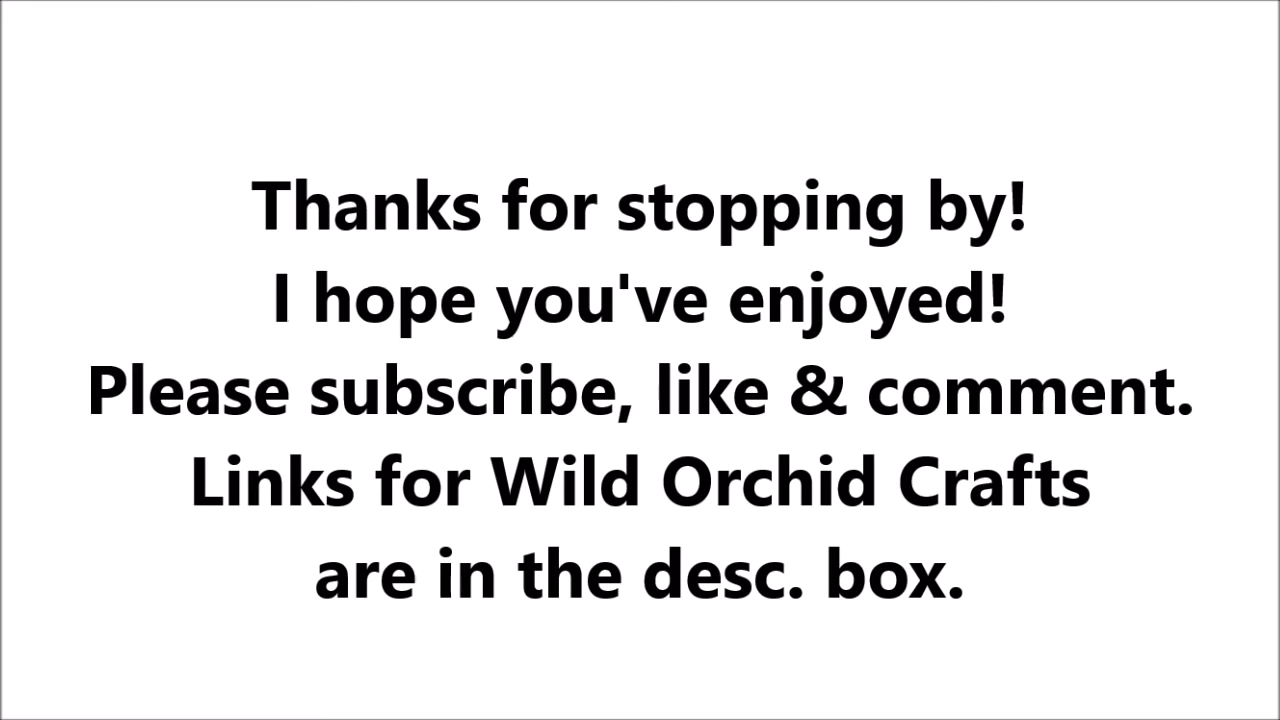 Thanks for stopping by!
I hope you've enjoyed!
Please subscribe, like & comment.
Links for Wild Orchid Crafts
are in the desc. box.